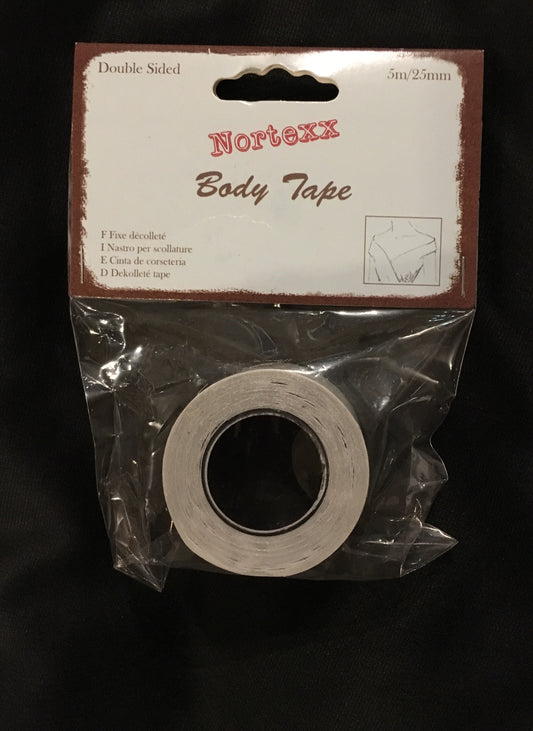 Double Sided
5m/25mm
Nortexx
Body Tape
F Fixe décolleté
I Nastro per scollature
E Cinta de corseteria
D Dekolleté tape